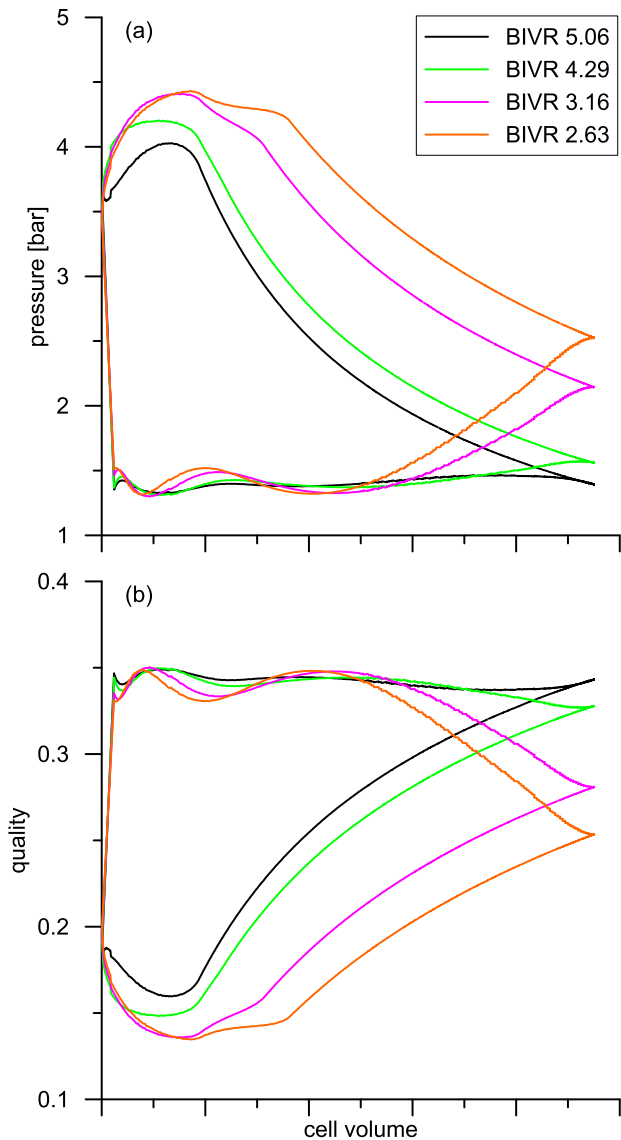 (a)
BIVR 5.06
BIVR 4.29
BIVR 3.16
BIVR 2.63
5
4
3
2
1
pressure [bar]
(b)
0.4
0.3
0.2
0.1
quality
cell volume